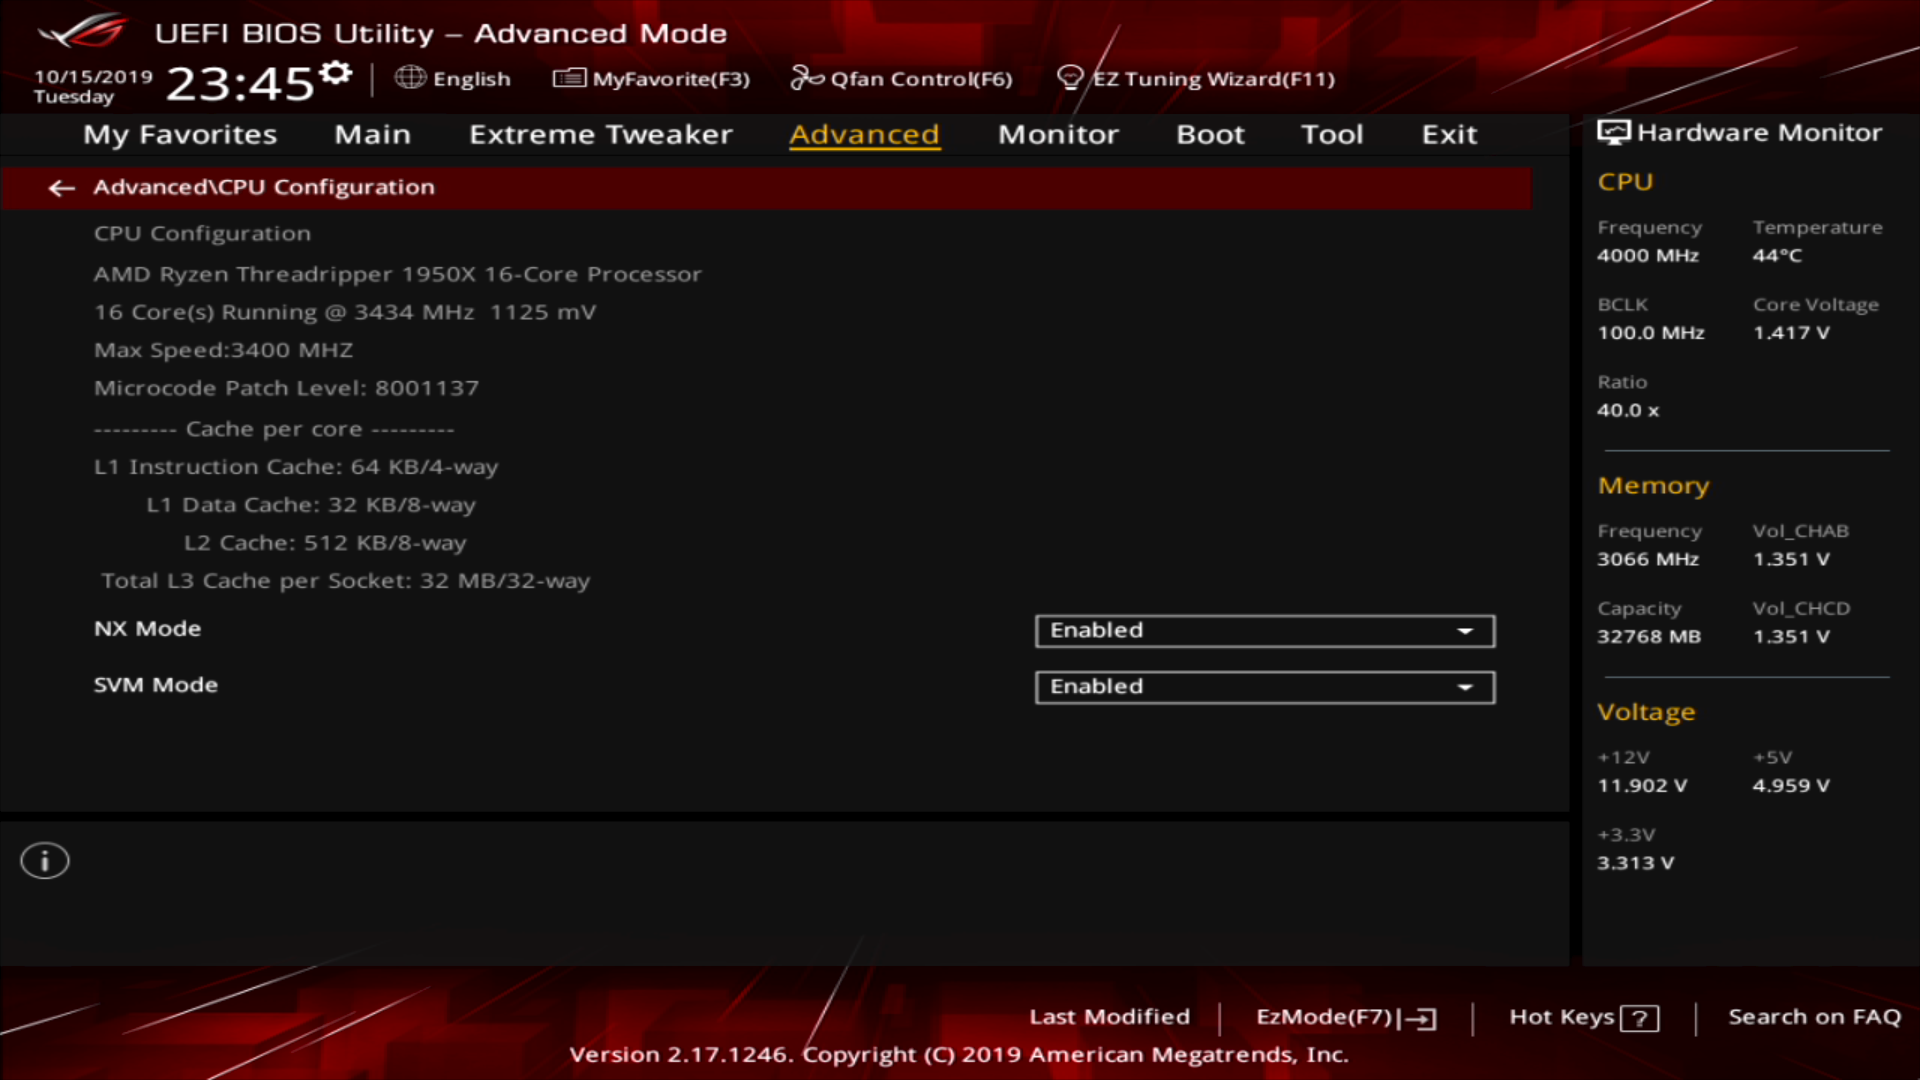 UEFI BIOS Utility – Advanced Mode
10/15/2019
Tuesday
23:45
English
MyFavorite(F3)
Qfan Control(F6)
EZ Tuning Wizard(F11)
My Favorites
Main
Extreme Tweaker
Advanced
Monitor
Boot
Tool
Exit
Advanced\CPU Configuration
CPU Configuration
AMD Ryzen Threadripper 1950X 16-Core Processor
16 Core(s) Running @ 3434 MHz  1125 mV
Max Speed:3400 MHZ
Microcode Patch Level: 8001137
--------- Cache per core ---------
L1 Instruction Cache: 64 KB/4-way
L1 Data Cache: 32 KB/8-way
L2 Cache: 512 KB/8-way
Total L3 Cache per Socket: 32 MB/32-way
NX Mode Enabled
SVM Mode Enabled
Hardware Monitor
CPU
Frequency Temperature
4000 MHz 44°C
BCLK Core Voltage
100.0 MHz 1.417 V
Ratio
40.0 x
Memory
Frequency Vol_CHAB
3066 MHz 1.351 V
Capacity Vol_CHCD
32768 MB 1.351 V
Voltage
+12V +5V
11.902 V 4.959 V
+3.3V
3.313 V
Last Modified
EzMode(F7)
Hot Keys ?
Search on FAQ
Version 2.17.1246. Copyright (C) 2019 American Megatrends, Inc.